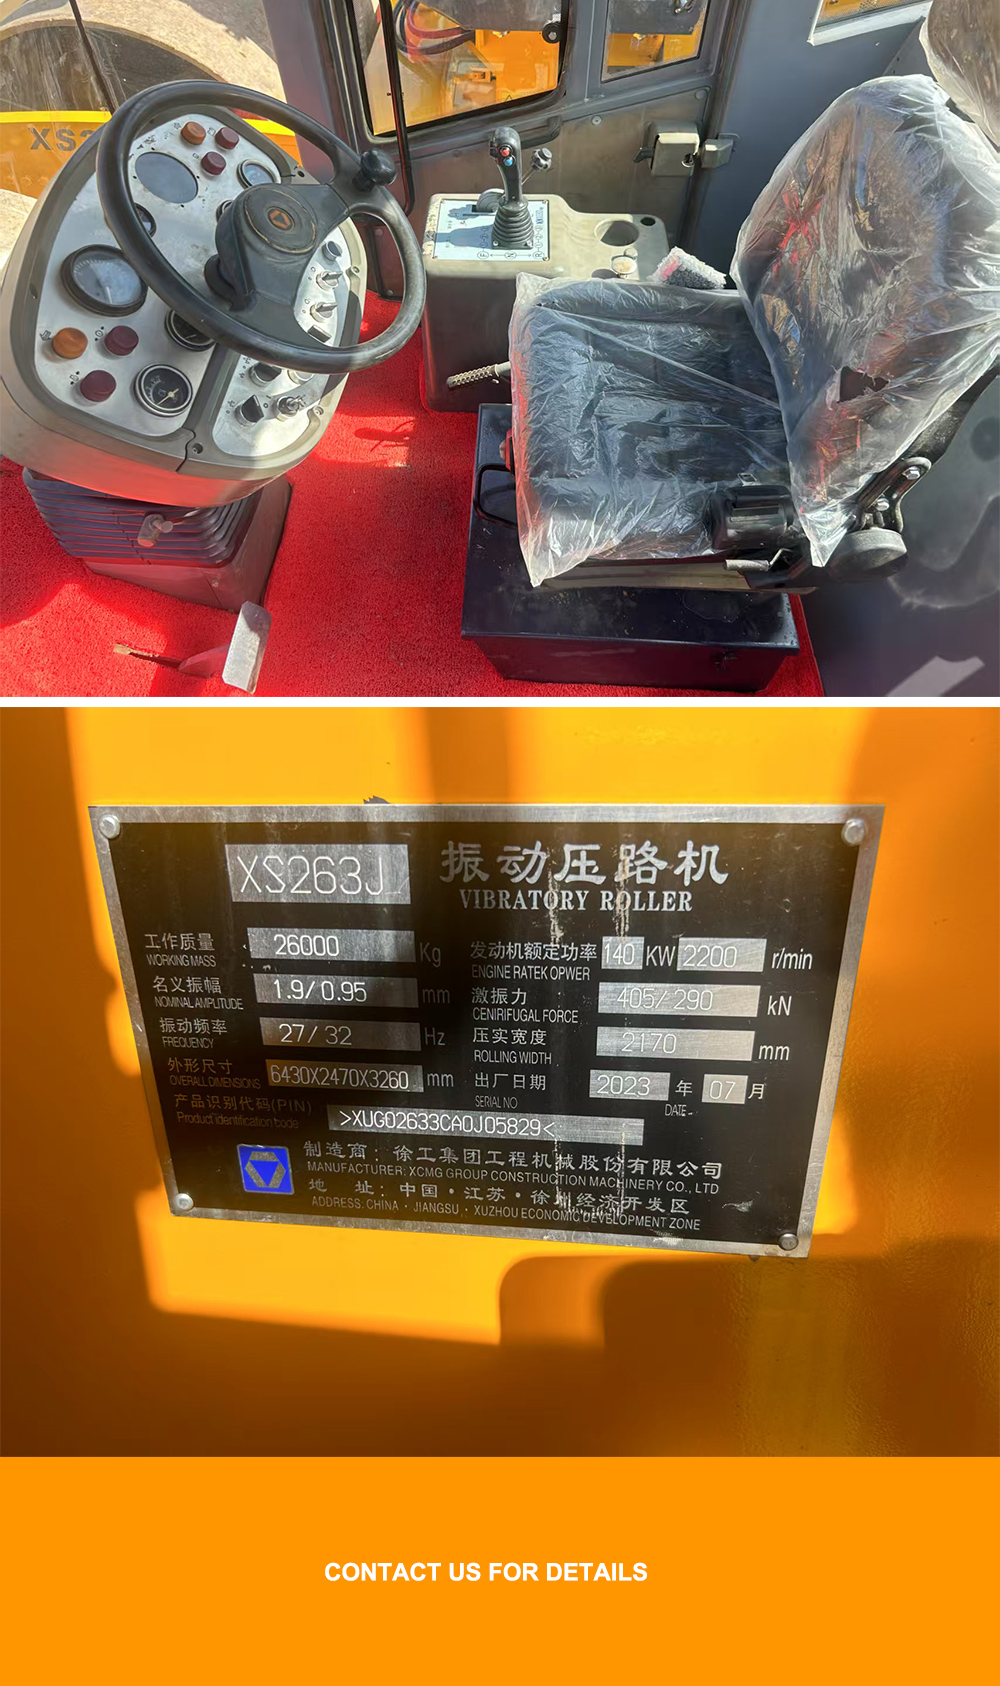 XS2
XS263J
振动压路机
VIBRATORY ROLLER
工作质量 26000 Kg
WORKING MASS
发动机额定功率 140 KW 2200 r/min
ENGINE RATEK OPWER
名义振幅 1.9/0.95 mm
NOMINAL AMPLITUDE
激振力 405/290 kN
CENIRIFUGAL FORCE
振动频率 27/32 Hz
FREQUENCY
压实宽度 2170 mm
ROLLING WIDTH
外形尺寸 6430X2470X3260 mm
OVERALL DIMENSIONS
出厂日期 2023 年 07 月
SERIAL NO DATE-
产品识别代码(PIN) >XUG02633CA0J05829<
Product identification code
制造商: 徐工集团工程机械股份有限公司
MANUFACTURER: XCMG GROUP CONSTRUCTION MACHINERY CO., LTD
地 址: 中国·江苏·徐州经济开发区
ADDRESS: CHINA · JIANGSU · XUZHOU ECONOMIC DEVELOPMENT ZONE
CONTACT US FOR DETAILS